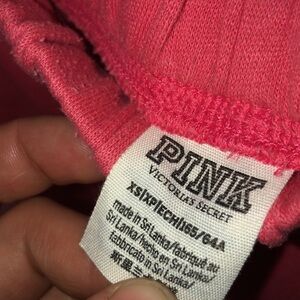 PINK
VICTORIA'S SECRET
XS|XP|ECH|165/64A
made in Sri Lanka/fabriqué au
Sri Lanka/hecho en Sri Lanka/
fabbricato in Sri Lanka/